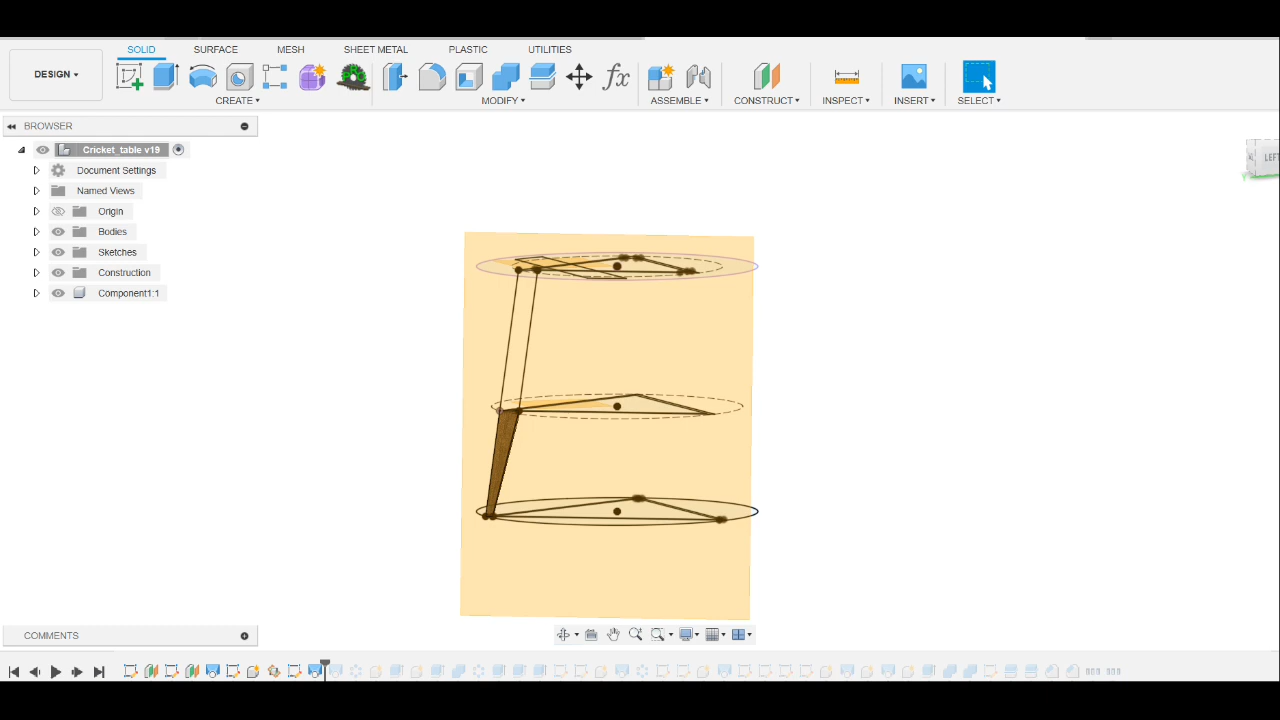 SOLID SURFACE MESH SHEET METAL PLASTIC UTILITIES
DESIGN ▾
CREATE ▾ MODIFY ▾ ASSEMBLE ▾ CONSTRUCT ▾ INSPECT ▾ INSERT ▾ SELECT ▾
fx
BROWSER
Cricket_table v19
Document Settings
Named Views
Origin
Bodies
Sketches
Construction
Component1:1
LEFT
COMMENTS